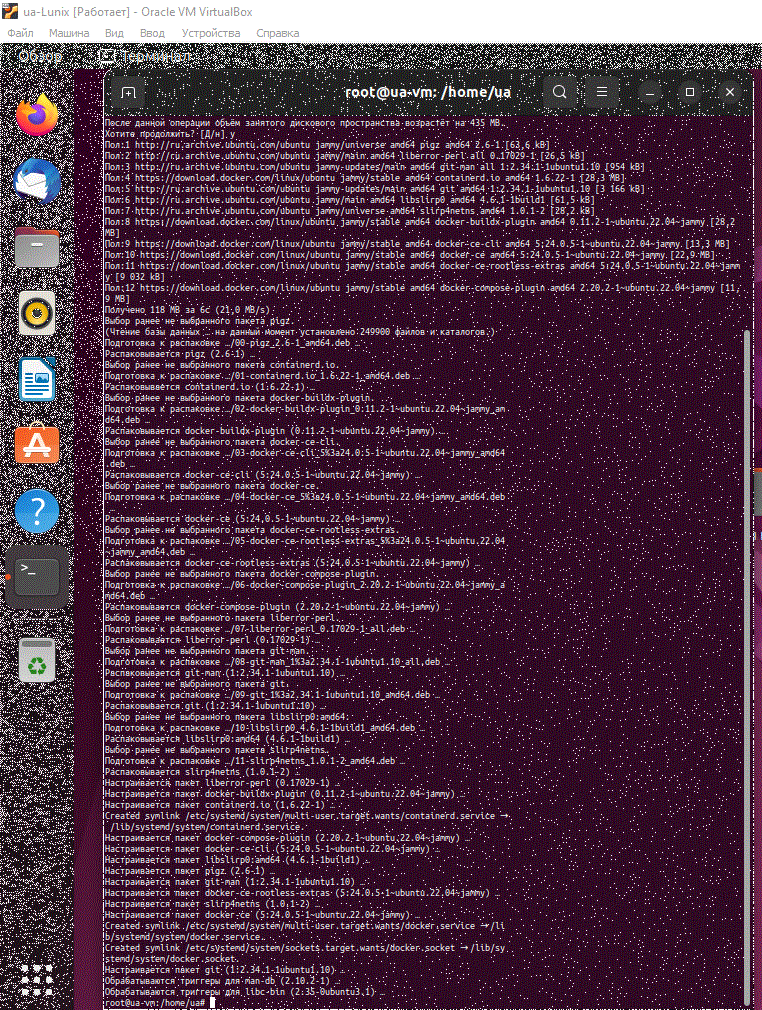 ua-Lunix [Работает] - Oracle VM VirtualBox
Файл Машина Вид Ввод Устройства Справка
Обзор Терминал
root@ua-vm: /home/ua
После данной операции объём занятого дискового пространства возрастёт на 435 MB.
Хотите продолжить? [Д/н] y
Пол:1 http://ru.archive.ubuntu.com/ubuntu jammy/universe amd64 pigz amd64 2.6-1 [63,6 kB]
Пол:2 http://ru.archive.ubuntu.com/ubuntu jammy/main amd64 liberror-perl all 0.17029-1 [26,5 kB]
Пол:3 http://ru.archive.ubuntu.com/ubuntu jammy-updates/main amd64 git-man all 1:2.34.1-1ubuntu1.10 [954 kB]
Пол:4 https://download.docker.com/linux/ubuntu jammy/stable amd64 containerd.io amd64 1.6.22-1 [28,3 MB]
Пол:5 http://ru.archive.ubuntu.com/ubuntu jammy-updates/main amd64 git amd64 1:2.34.1-1ubuntu1.10 [3 166 kB]
Пол:6 http://ru.archive.ubuntu.com/ubuntu jammy/main amd64 libslirp0 amd64 4.6.1-1build1 [61,5 kB]
Пол:7 http://ru.archive.ubuntu.com/ubuntu jammy/universe amd64 slirp4netns amd64 1.0.1-2 [28,2 kB]
Пол:8 https://download.docker.com/linux/ubuntu jammy/stable amd64 docker-buildx-plugin amd64 0.11.2-1~ubuntu.22.04~jammy [28,2
MB]
Пол:9 https://download.docker.com/linux/ubuntu jammy/stable amd64 docker-ce-cli amd64 5:24.0.5-1~ubuntu.22.04~jammy [13,3 MB]
Пол:10 https://download.docker.com/linux/ubuntu jammy/stable amd64 docker-ce amd64 5:24.0.5-1~ubuntu.22.04~jammy [22,9 MB]
Пол:11 https://download.docker.com/linux/ubuntu jammy/stable amd64 docker-ce-rootless-extras amd64 5:24.0.5-1~ubuntu.22.04~jamm
y [9 032 kB]
Пол:12 https://download.docker.com/linux/ubuntu jammy/stable amd64 docker-compose-plugin amd64 2.20.2-1~ubuntu.22.04~jammy [11,
9 MB]
Получено 118 MB за 6с (21,0 MB/s)
Выбор ранее не выбранного пакета pigz.
(Чтение базы данных … на данный момент установлено 249900 файлов и каталогов.)
Подготовка к распаковке …/00-pigz_2.6-1_amd64.deb …
Распаковывается pigz (2.6-1) …
Выбор ранее не выбранного пакета containerd.io.
Подготовка к распаковке …/01-containerd.io_1.6.22-1_amd64.deb …
Распаковывается containerd.io (1.6.22-1) …
Выбор ранее не выбранного пакета docker-buildx-plugin.
Подготовка к распаковке …/02-docker-buildx-plugin_0.11.2-1~ubuntu.22.04~jammy_am
d64.deb …
Распаковывается docker-buildx-plugin (0.11.2-1~ubuntu.22.04~jammy) …
Выбор ранее не выбранного пакета docker-ce-cli.
Подготовка к распаковке …/03-docker-ce-cli_5%3a24.0.5-1~ubuntu.22.04~jammy_amd64
.deb …
Распаковывается docker-ce-cli (5:24.0.5-1~ubuntu.22.04~jammy) …
Выбор ранее не выбранного пакета docker-ce.
Подготовка к распаковке …/04-docker-ce_5%3a24.0.5-1~ubuntu.22.04~jammy_amd64.deb
…
Распаковывается docker-ce (5:24.0.5-1~ubuntu.22.04~jammy) …
Выбор ранее не выбранного пакета docker-ce-rootless-extras.
Подготовка к распаковке …/05-docker-ce-rootless-extras_5%3a24.0.5-1~ubuntu.22.04
~jammy_amd64.deb …
Распаковывается docker-ce-rootless-extras (5:24.0.5-1~ubuntu.22.04~jammy) …
Выбор ранее не выбранного пакета docker-compose-plugin.
Подготовка к распаковке …/06-docker-compose-plugin_2.20.2-1~ubuntu.22.04~jammy_a
md64.deb …
Распаковывается docker-compose-plugin (2.20.2-1~ubuntu.22.04~jammy) …
Выбор ранее не выбранного пакета liberror-perl.
Подготовка к распаковке …/07-liberror-perl_0.17029-1_all.deb …
Распаковывается liberror-perl (0.17029-1) …
Выбор ранее не выбранного пакета git-man.
Подготовка к распаковке …/08-git-man_1%3a2.34.1-1ubuntu1.10_all.deb …
Распаковывается git-man (1:2.34.1-1ubuntu1.10) …
Выбор ранее не выбранного пакета git.
Подготовка к распаковке …/09-git_1%3a2.34.1-1ubuntu1.10_amd64.deb …
Распаковывается git (1:2.34.1-1ubuntu1.10) …
Выбор ранее не выбранного пакета libslirp0:amd64.
Подготовка к распаковке …/10-libslirp0_4.6.1-1build1_amd64.deb …
Распаковывается libslirp0:amd64 (4.6.1-1build1) …
Выбор ранее не выбранного пакета slirp4netns.
Подготовка к распаковке …/11-slirp4netns_1.0.1-2_amd64.deb …
Распаковывается slirp4netns (1.0.1-2) …
Настраивается пакет liberror-perl (0.17029-1) …
Настраивается пакет docker-buildx-plugin (0.11.2-1~ubuntu.22.04~jammy) …
Настраивается пакет containerd.io (1.6.22-1) …
Created symlink /etc/systemd/system/multi-user.target.wants/containerd.service →
/lib/systemd/system/containerd.service.
Настраивается пакет docker-compose-plugin (2.20.2-1~ubuntu.22.04~jammy) …
Настраивается пакет docker-ce-cli (5:24.0.5-1~ubuntu.22.04~jammy) …
Настраивается пакет libslirp0:amd64 (4.6.1-1build1) …
Настраивается пакет pigz (2.6-1) …
Настраивается пакет git-man (1:2.34.1-1ubuntu1.10) …
Настраивается пакет docker-ce-rootless-extras (5:24.0.5-1~ubuntu.22.04~jammy) …
Настраивается пакет slirp4netns (1.0.1-2) …
Настраивается пакет docker-ce (5:24.0.5-1~ubuntu.22.04~jammy) …
Created symlink /etc/systemd/system/multi-user.target.wants/docker.service → /li
b/systemd/system/docker.service.
Created symlink /etc/systemd/system/sockets.target.wants/docker.socket → /lib/sy
stemd/system/docker.socket.
Настраивается пакет git (1:2.34.1-1ubuntu1.10) …
Обрабатываются триггеры для man-db (2.10.2-1) …
Обрабатываются триггеры для libc-bin (2.35-0ubuntu3.1) …
root@ua-vm:/home/ua#